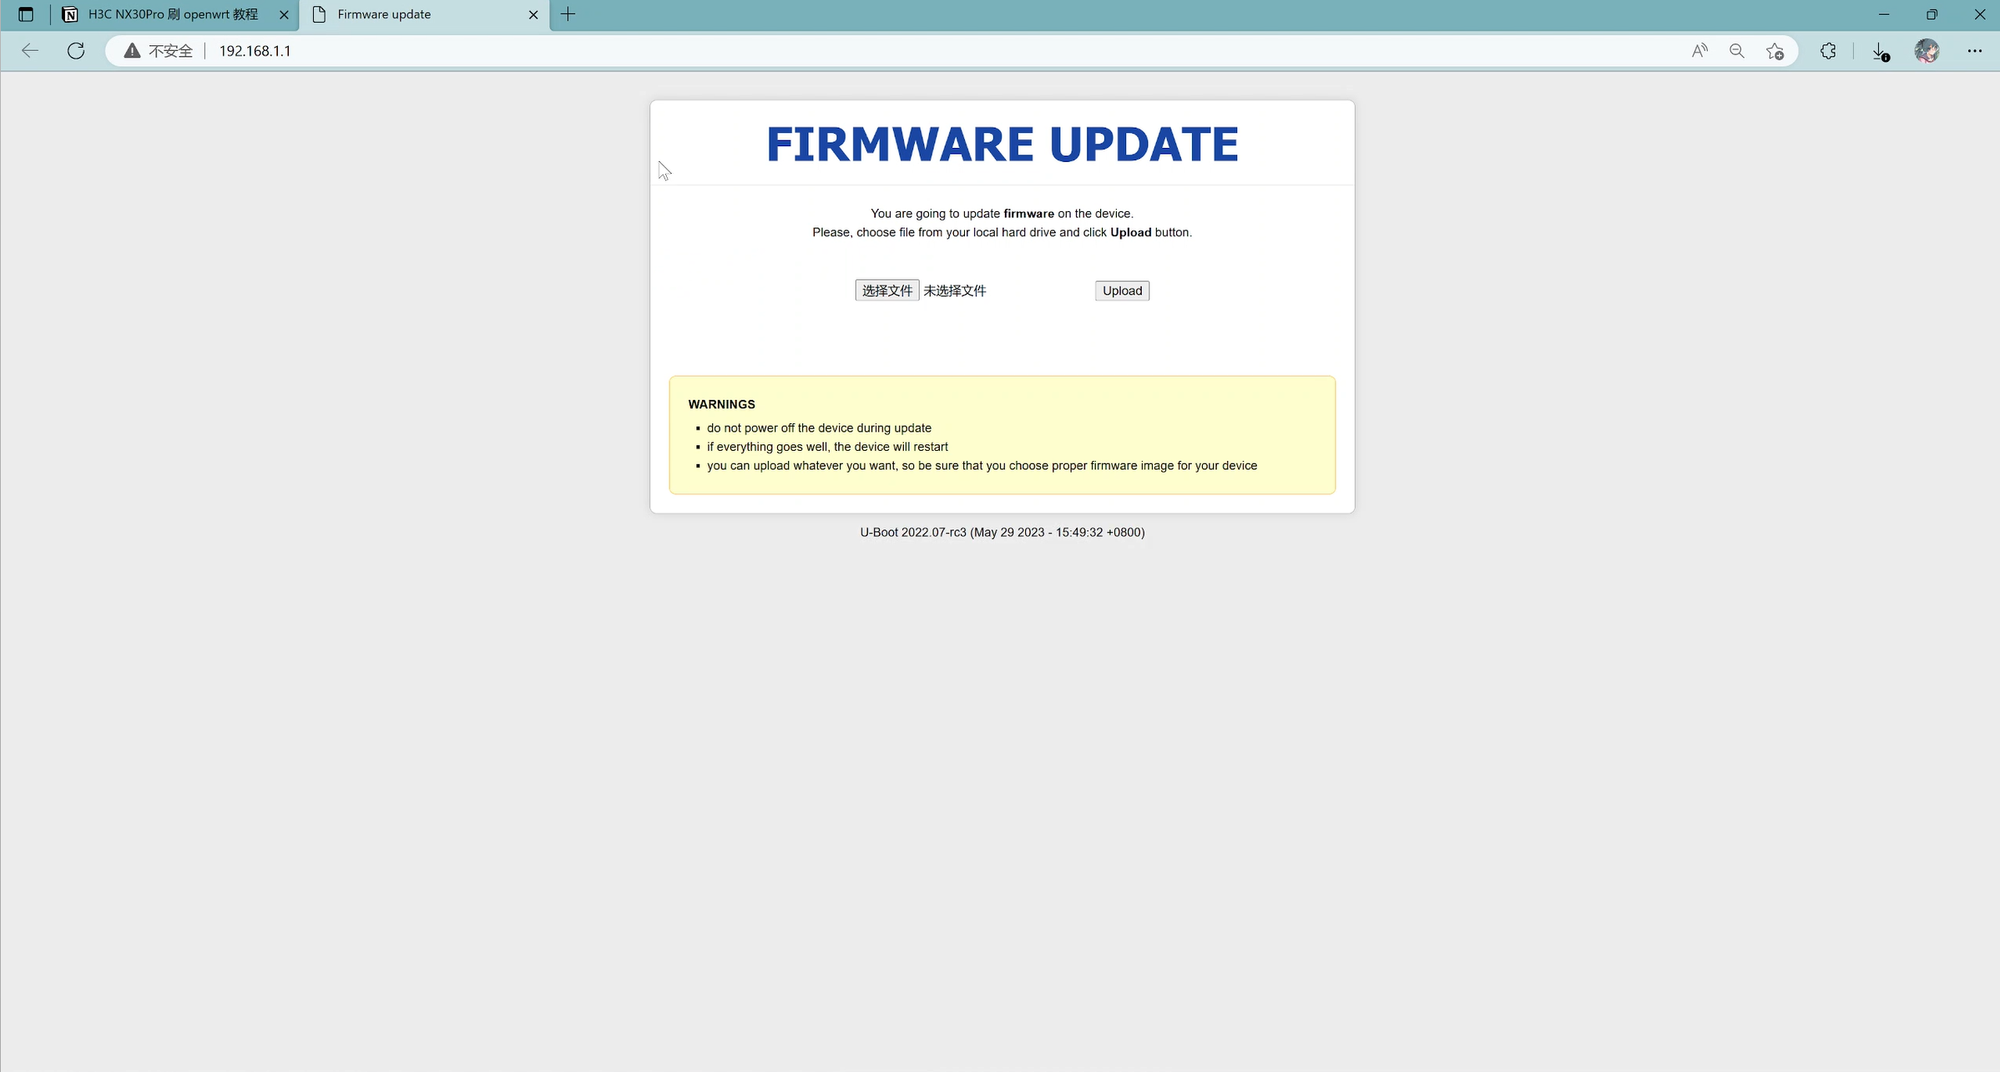 H3C NX30Pro 刷 openwrt 教程
Firmware update
不安全
192.168.1.1
FIRMWARE UPDATE
You are going to update firmware on the device.
Please, choose file from your local hard drive and click Upload button.
选择文件 未选择文件
Upload
WARNINGS
do not power off the device during update
if everything goes well, the device will restart
you can upload whatever you want, so be sure that you choose proper firmware image for your device
U-Boot 2022.07-rc3 (May 29 2023 - 15:49:32 +0800)